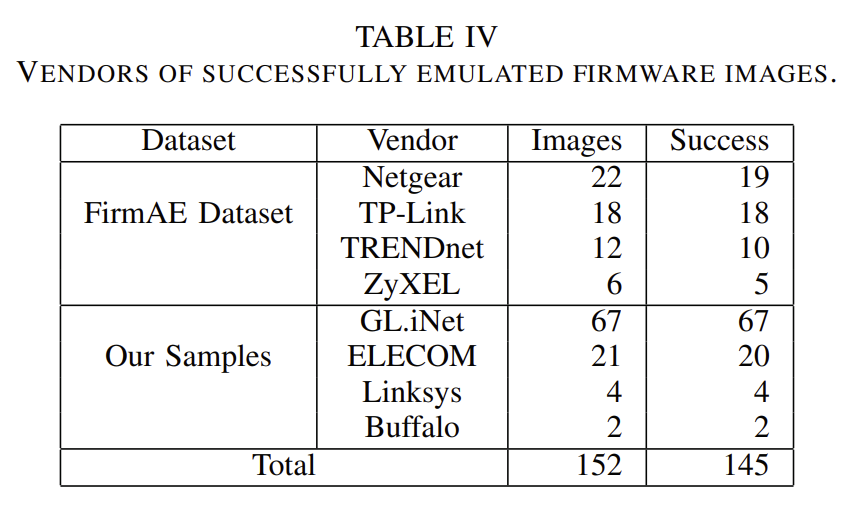 TABLE IV
VENDORS OF SUCCESSFULLY EMULATED FIRMWARE IMAGES.
Dataset Vendor Images Success
Netgear 22 19
FirmAE Dataset TP-Link 18 18
TRENDnet 12 10
ZyXEL 6 5
GL.iNet 67 67
Our Samples ELECOM 21 20
Linksys 4 4
Buffalo 2 2
Total 152 145